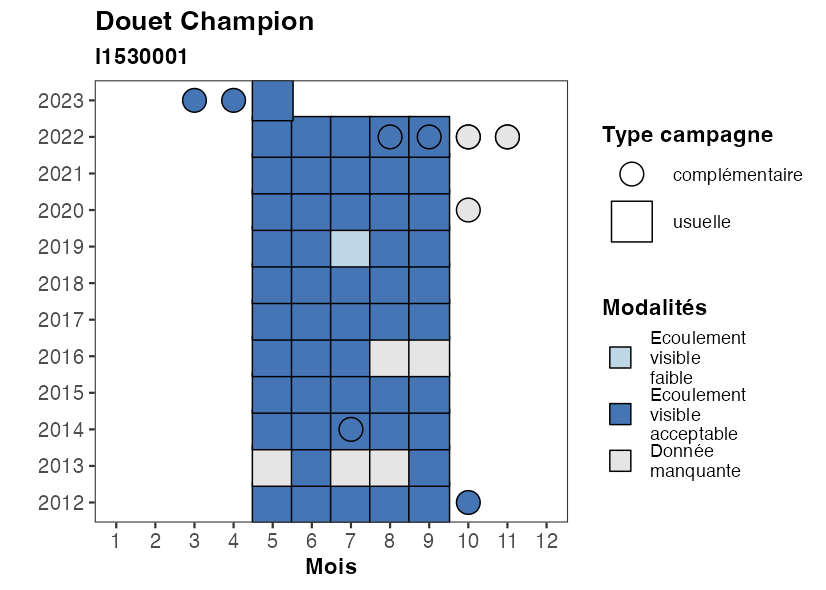 Douet Champion
I1530001
2023
2022
2021
2020
2019
2018
2017
2016
2015
2014
2013
2012
1 2 3 4 5 6 7 8 9 10 11 12
Mois
Type campagne
complémentaire
usuelle
Modalités
Ecoulement
visible
faible
Ecoulement
visible
acceptable
Donnée
manquante